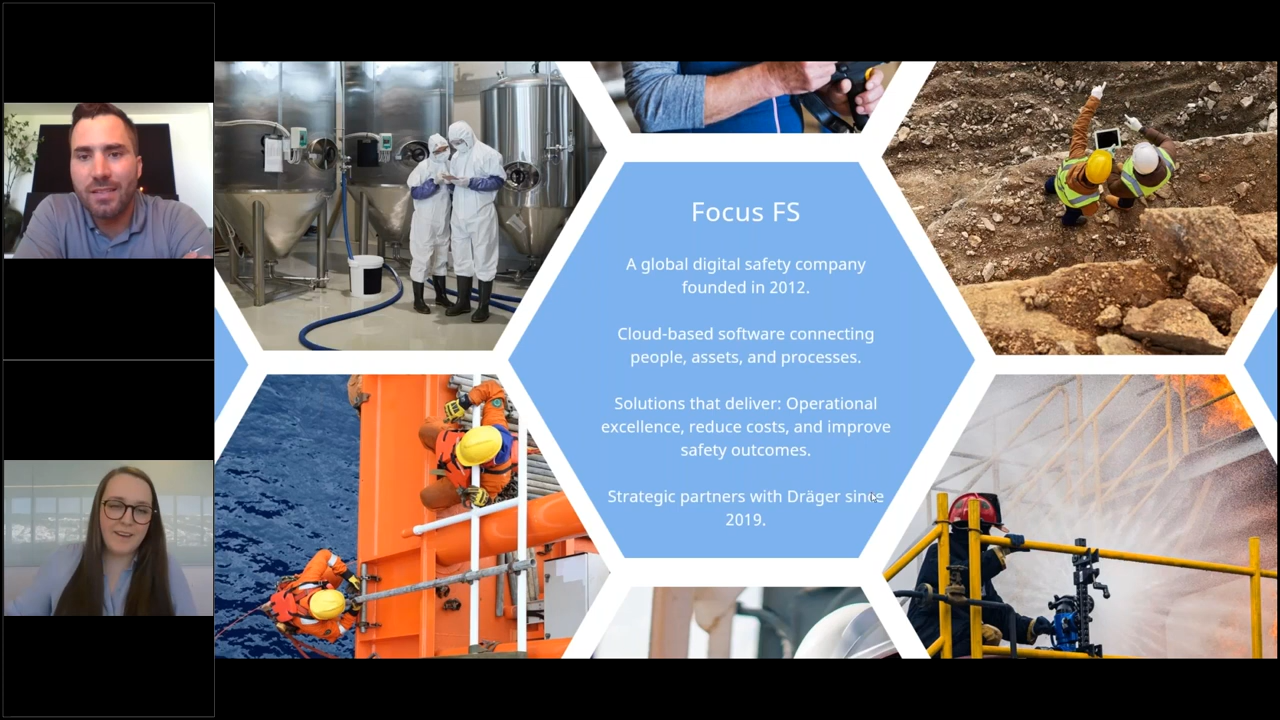 Focus FS
A global digital safety company
founded in 2012.
Cloud-based software connecting
people, assets, and processes.
Solutions that deliver: Operational
excellence, reduce costs, and improve
safety outcomes.
Strategic partners with Dräger since
2019.